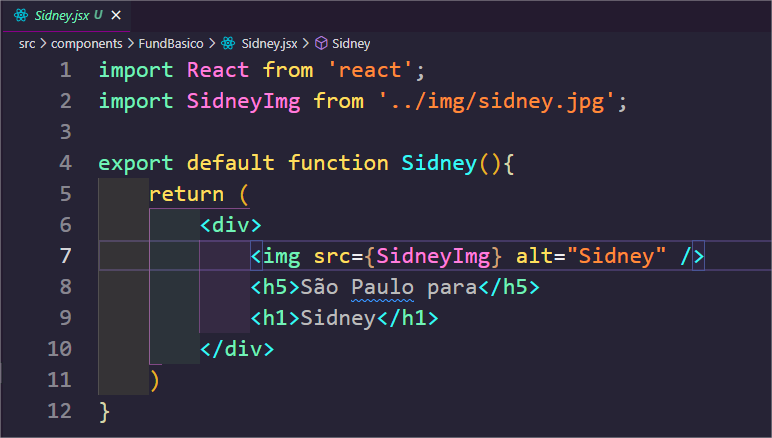 Sidney.jsx U ✕
src > components > FundBasico > Sidney.jsx > Sidney
1 import React from 'react';
2 import SidneyImg from '../img/sidney.jpg';
3
4 export default function Sidney(){
5 return (
6 <div>
7 <img src={SidneyImg} alt="Sidney" />
8 <h5>São Paulo para</h5>
9 <h1>Sidney</h1>
10 </div>
11 )
12 }